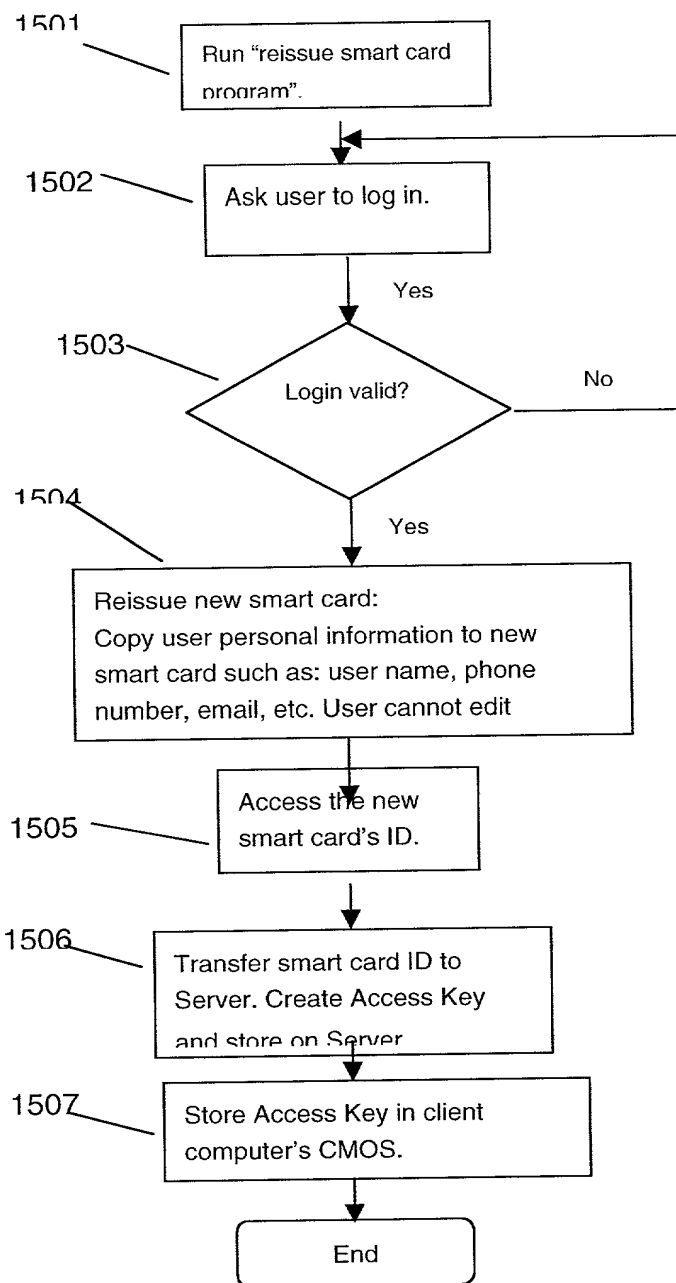 1501
Run “reissue smart card
program”.
1502
Ask user to log in.
Yes
1503
Login valid?
No
1504
Yes
Reissue new smart card:
Copy user personal information to new
smart card such as: user name, phone
number, email, etc. User cannot edit
Access the new
smart card’s ID.
1505
1506
Transfer smart card ID to
Server. Create Access Key
and store on Server
1507
Store Access Key in client
computer’s CMOS.
End